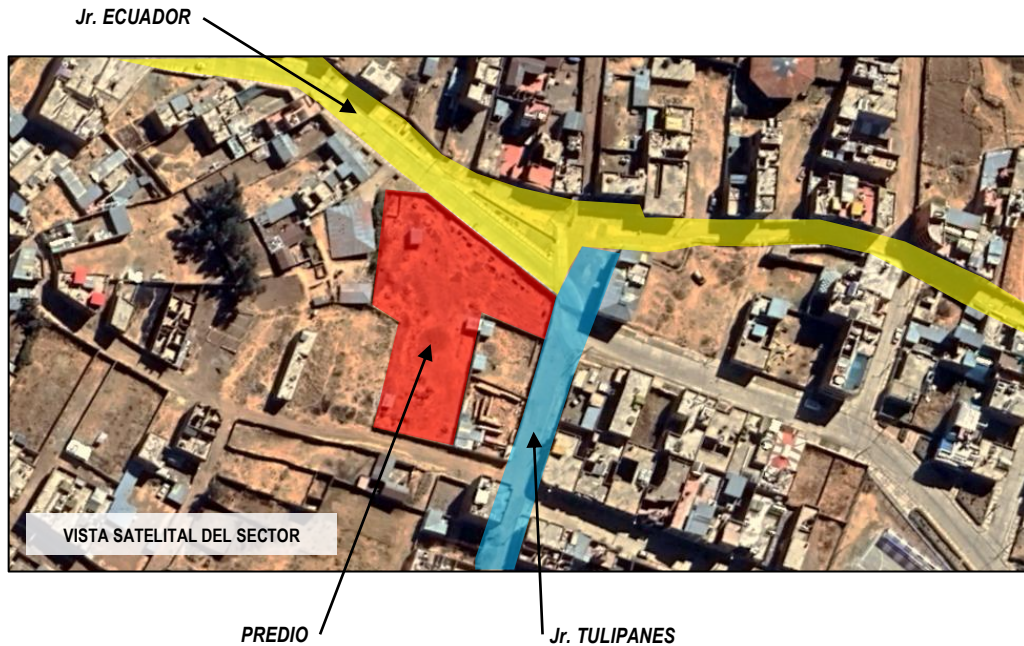 Jr. ECUADOR
VISTA SATELITAL DEL SECTOR
PREDIO
Jr. TULIPANES